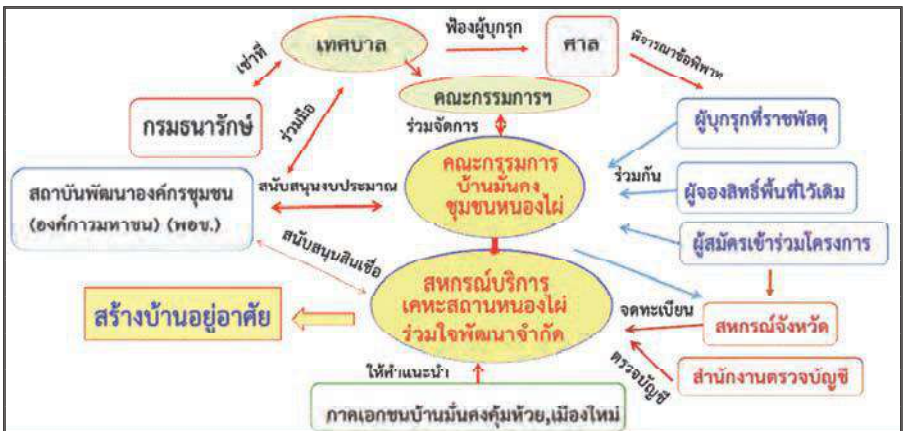 เทศบาล
ฟ้องผู้บุกรุก
ศาล
พิจารณาข้อพิพาท
เช่าที่
คณะกรรมการฯ
กรมธนารักษ์
ร่วมมือ
ร่วมจัดการ
ผู้บุกรุกที่ราชพัสดุ
คณะกรรมการ
บ้านมั่นคง
ชุมชนหนองไผ่
ร่วมกัน
ผู้จองสิทธิ์พื้นที่ไว้เดิม
สถาบันพัฒนาองค์กรชุมชน
(องค์การมหาชน) (พอช.)
สนับสนุนงบประมาณ
ผู้สมัครเข้าร่วมโครงการ
สนับสนุนสินเชื่อ
สหกรณ์บริการ
เคหะสถานหนองไผ่
ร่วมใจพัฒนาจำกัด
สร้างบ้านอยู่อาศัย
จดทะเบียน
สหกรณ์จังหวัด
ตรวจบัญชี
สำนักงานตรวจบัญชี
ให้คำแนะนำ
ภาคเอกชนบ้านมั่นคงคุ้มห้วย,เมืองใหม่